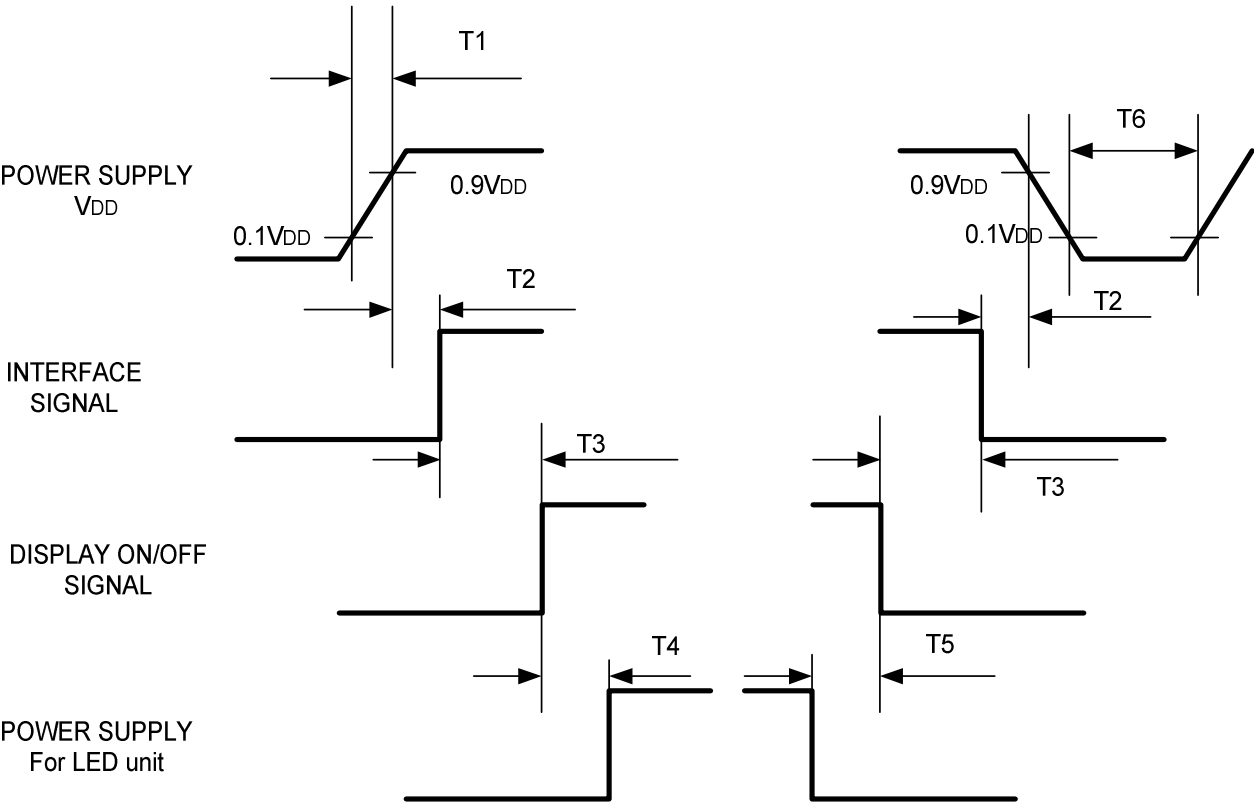 T1
T6
POWER SUPPLY
VDD
0.9VDD
0.9VDD
0.1VDD
0.1VDD
T2
T2
INTERFACE
SIGNAL
T3
T3
DISPLAY ON/OFF
SIGNAL
T4
T5
POWER SUPPLY
For LED unit